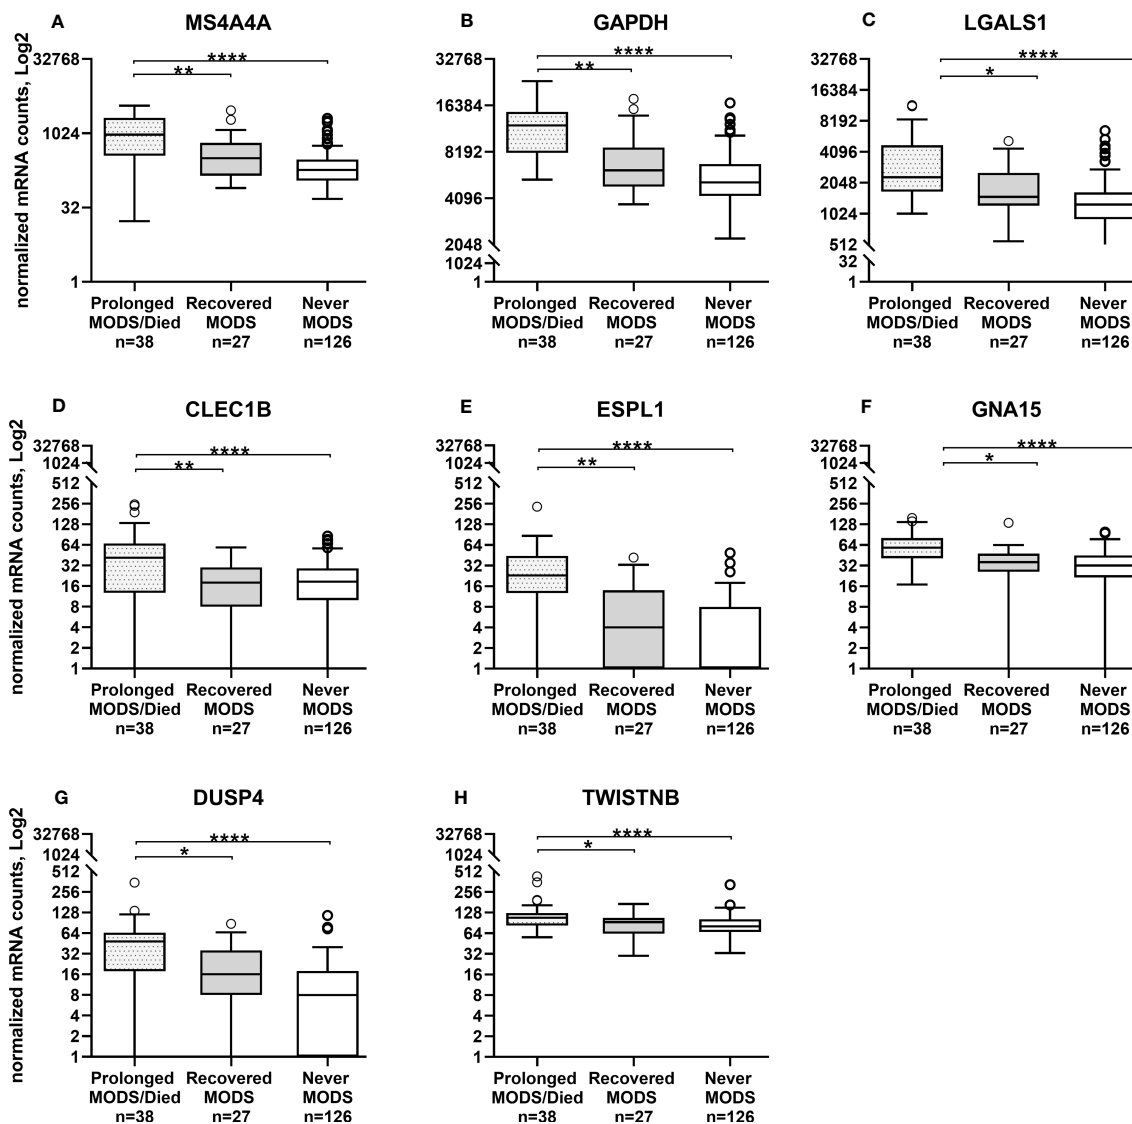 A MS4A4A
normalized mRNA counts, Log2
32768
1024
32
1
**** 
**
Prolonged MODS/Died n=38
Recovered MODS n=27
Never MODS n=126
B GAPDH
32768
16384
8192
4096
2048
1024
1
****
**
Prolonged MODS/Died n=38
Recovered MODS n=27
Never MODS n=126
C LGALS1
32768
16384
8192
4096
2048
1024
512
32
1
****
*
Prolonged MODS/Died n=38
Recovered MODS n=27
Never MODS n=126
D CLEC1B
normalized mRNA counts, Log2
32768
1024
512
256
128
64
32
16
8
4
2
1
****
**
Prolonged MODS/Died n=38
Recovered MODS n=27
Never MODS n=126
E ESPL1
32768
1024
512
256
128
64
32
16
8
4
2
1
****
**
Prolonged MODS/Died n=38
Recovered MODS n=27
Never MODS n=126
F GNA15
32768
1024
512
256
128
64
32
16
8
4
2
1
****
*
Prolonged MODS/Died n=38
Recovered MODS n=27
Never MODS n=126
G DUSP4
normalized mRNA counts, Log2
32768
1024
512
256
128
64
32
16
8
4
2
1
****
*
Prolonged MODS/Died n=38
Recovered MODS n=27
Never MODS n=126
H TWISTNB
32768
1024
512
256
128
64
32
16
8
4
2
1
****
*
Prolonged MODS/Died n=38
Recovered MODS n=27
Never MODS n=126